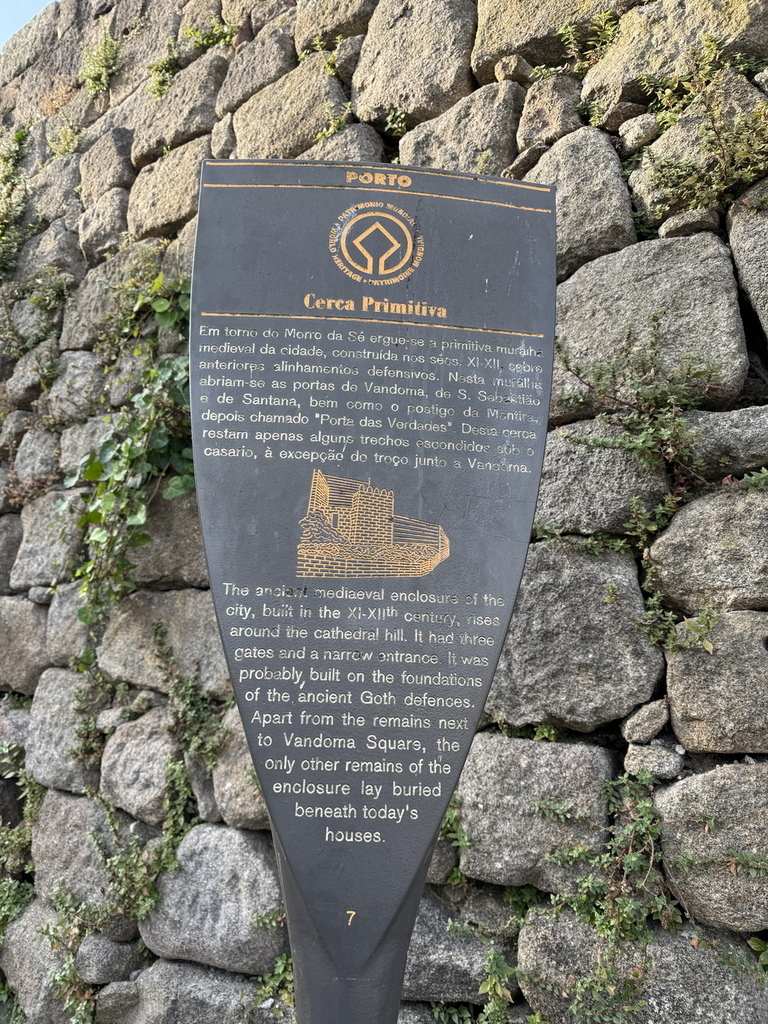 PORTO
PATRIMONIO MUNDIAL
WORLD HERITAGE • PATRIMOINE MONDIAL
Cerca Primitiva
Em torno do Morro da Sé ergue-se a primitiva muralha
medieval da cidade, construída nos sécs. XI-XII, sobre
anteriores alinhamentos defensivos. Nesta muralha
abriam-se as portas de Vandoma, de S. Sebastião
e de Santana, bem como o postigo da Mentira,
depois chamado "Porta das Verdades". Desta cerca
restam apenas alguns trechos escondidos sob o
casario, à excepção do troço junto a Vandoma.
The ancient mediaeval enclosure of the
city, built in the XI-XIIth century, rises
around the cathedral hill. It had three
gates and a narrow entrance. It was
probably built on the foundations
of the ancient Goth defences.
Apart from the remains next
to Vandoma Square, the
only other remains of the
enclosure lay buried
beneath today's
houses.
7